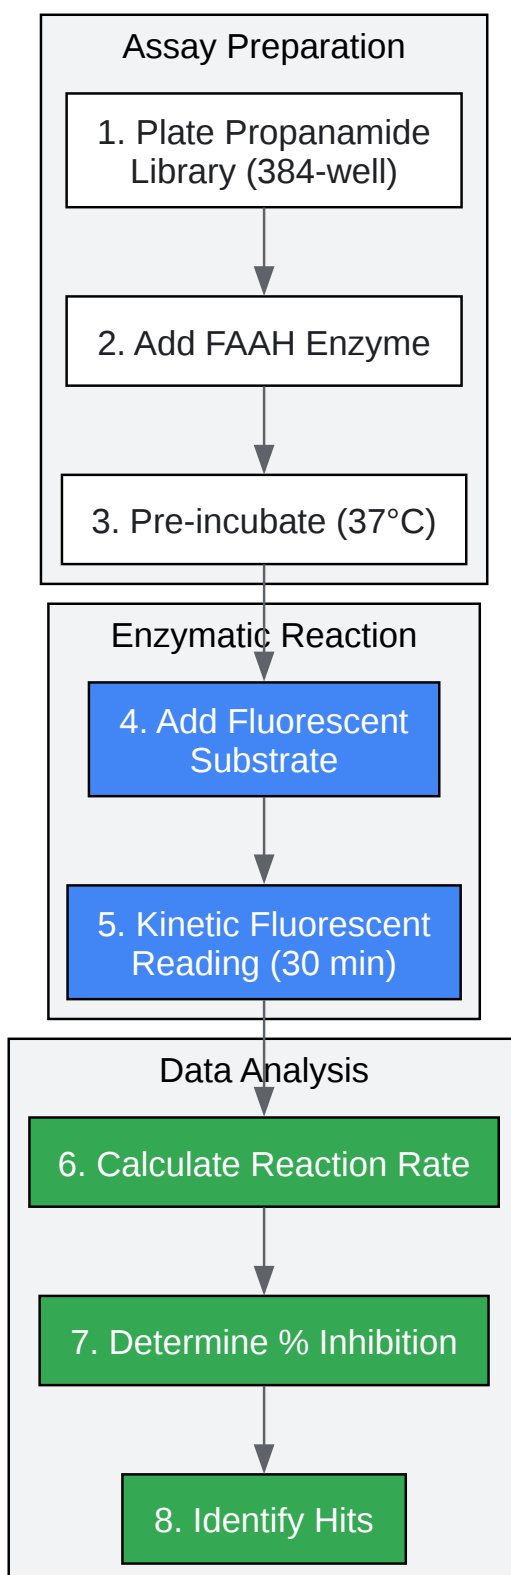 Assay Preparation
1. Plate Propanamide
Library (384-well)
2. Add FAAH Enzyme
3. Pre-incubate (37°C)
Enzymatic Reaction
4. Add Fluorescent
Substrate
5. Kinetic Fluorescent
Reading (30 min)
Data Analysis
6. Calculate Reaction Rate
7. Determine % Inhibition
8. Identify Hits